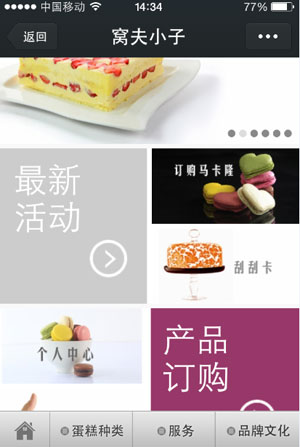 中国移动 14:34 77%
返回 窝夫小子
最新
活动
订购马卡隆
刮刮卡
个人中心
产品
订购
蛋糕种类 服务 品牌文化